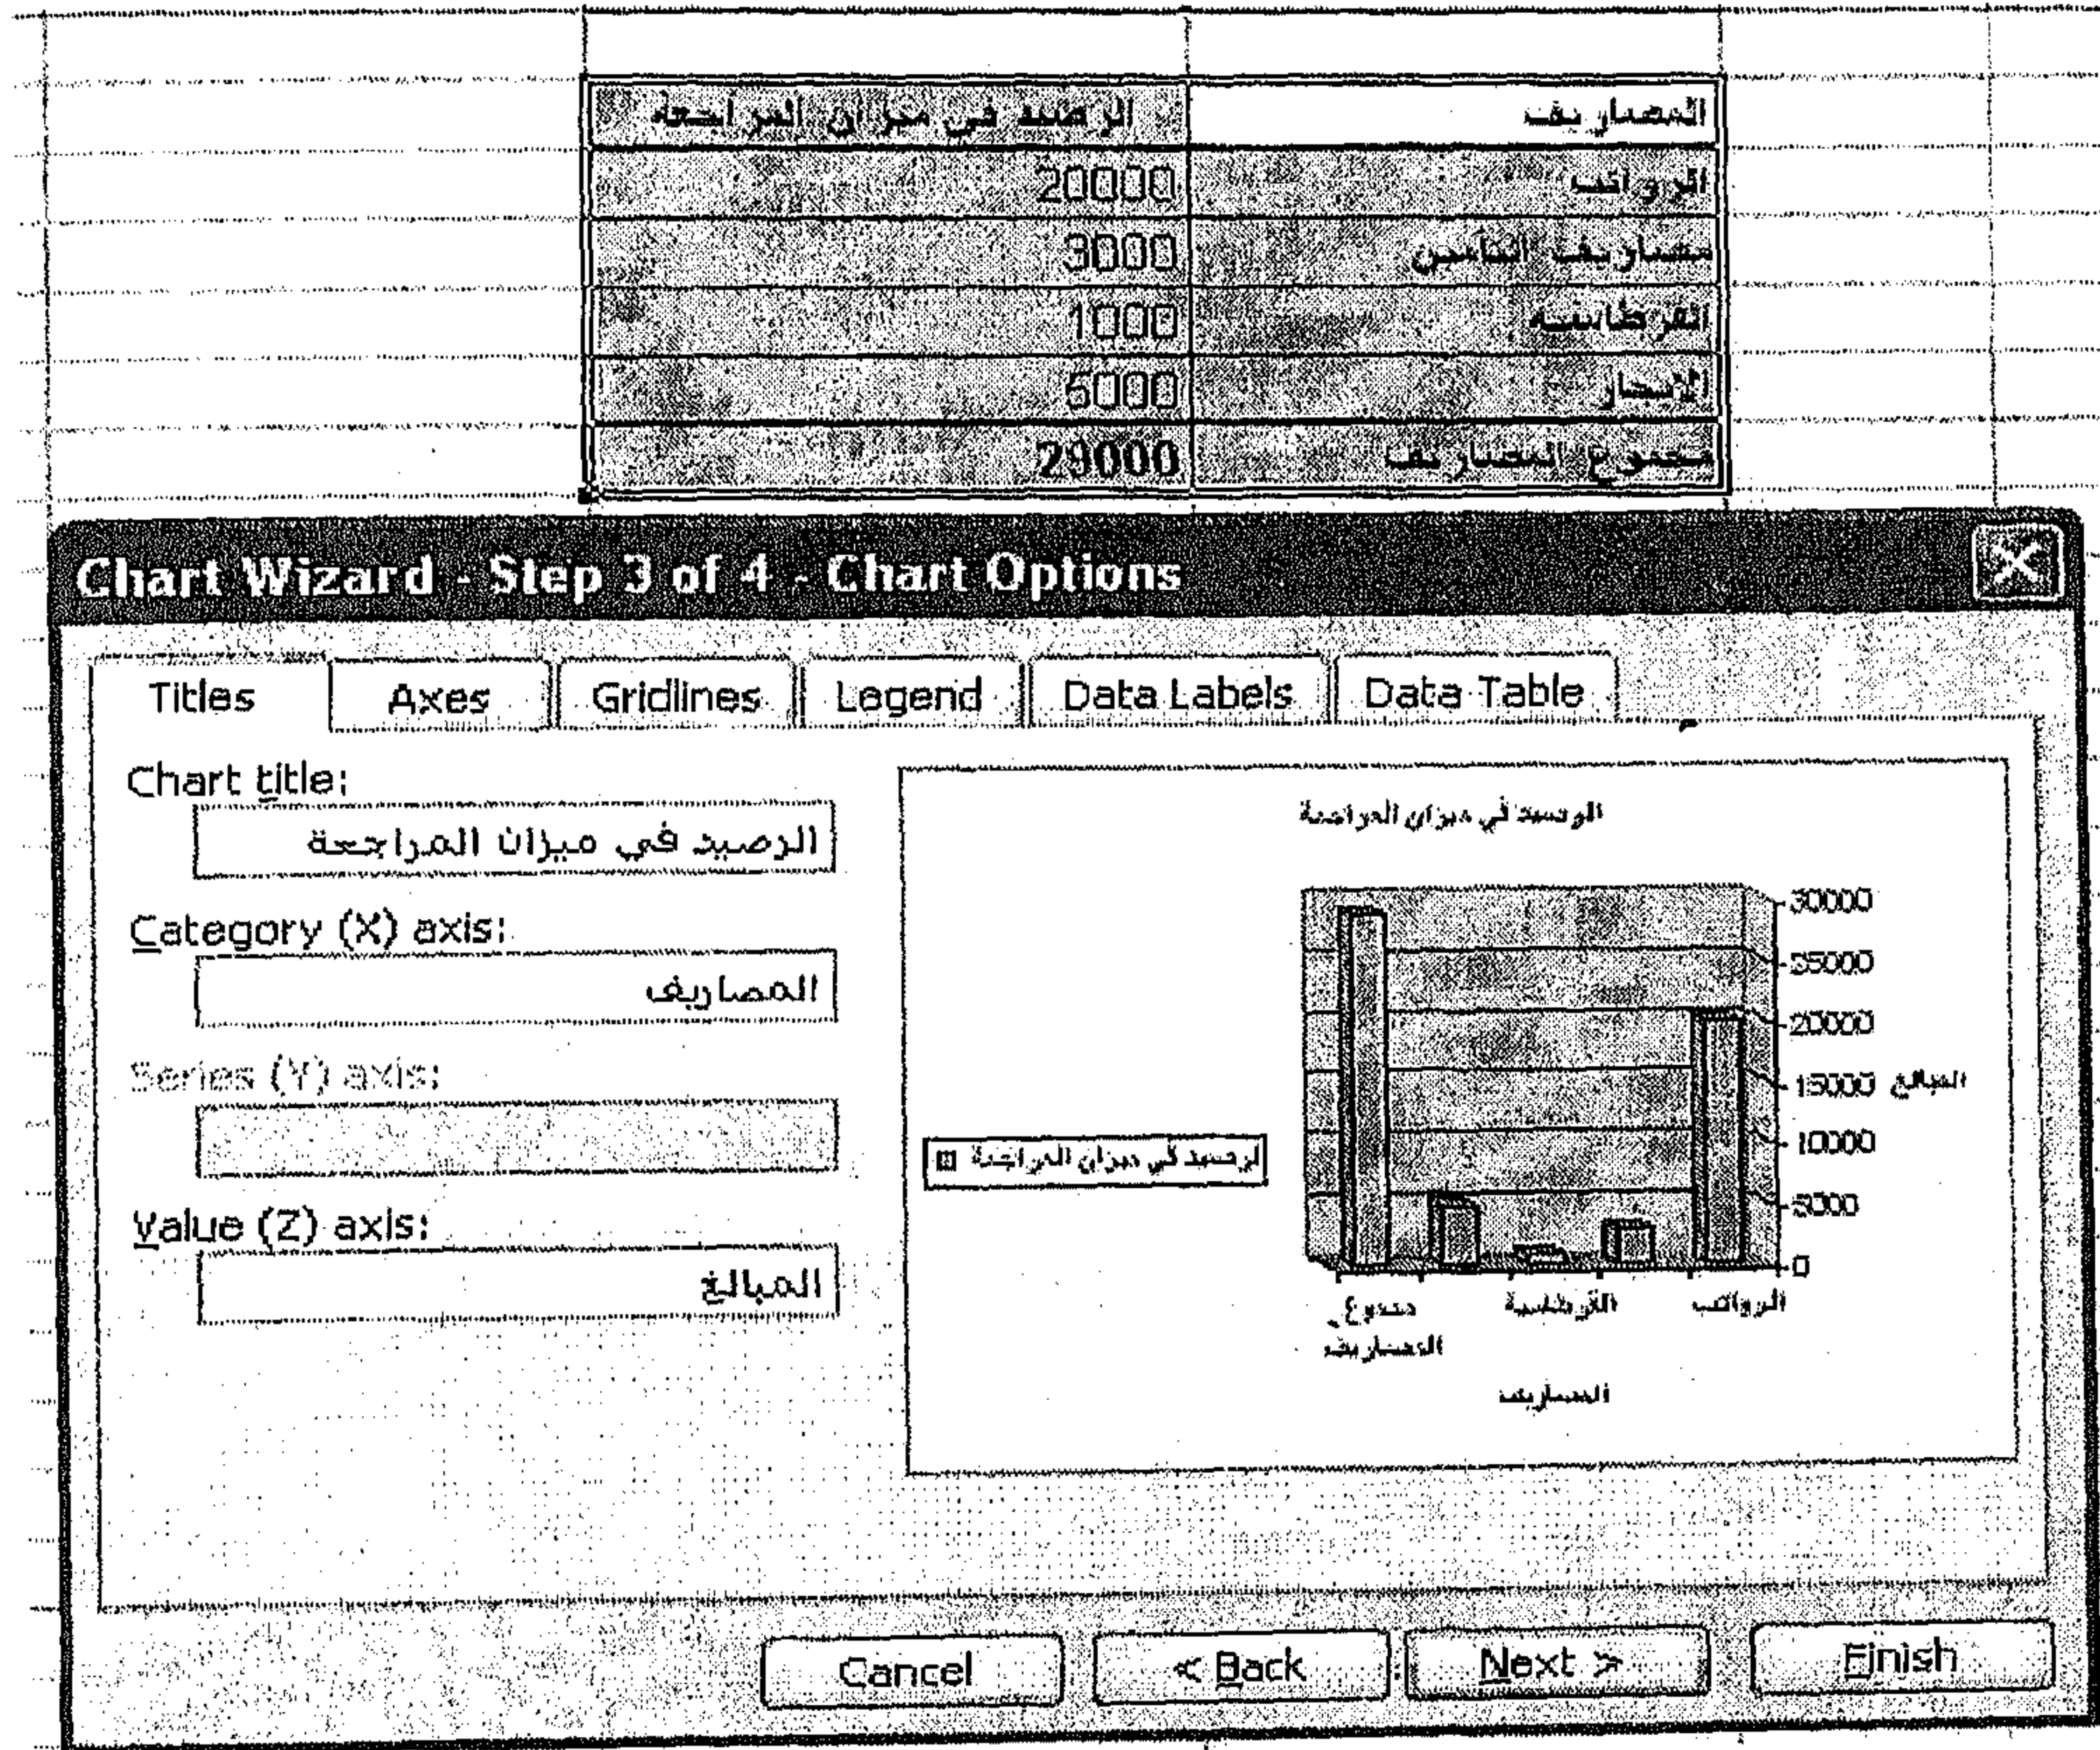 المصاريف الرصيد في ميزان المراجعة
الرواتب 20000
مصاريف التأمين 3000
القرطاسية 1000
الايجار 5000
مجموع المصاريف 29000
Chart Wizard - Step 3 of 4 - Chart Options
Titles Axes Gridlines Legend Data Labels Data Table
Chart title:
الرصيد في ميزان المراجعة
Category (X) axis:
المصاريف
Series (Y) axis:
Value (Z) axis:
المبالغ
الرصيد في ميزان المراجعة
30000
25000
20000
15000
المبالغ
10000
5000
0
لرصيد في ميزان المراجعة
الرواتب القرطاسية مجموع
المصاريف
المصاريف
Cancel < Back Next > Finish